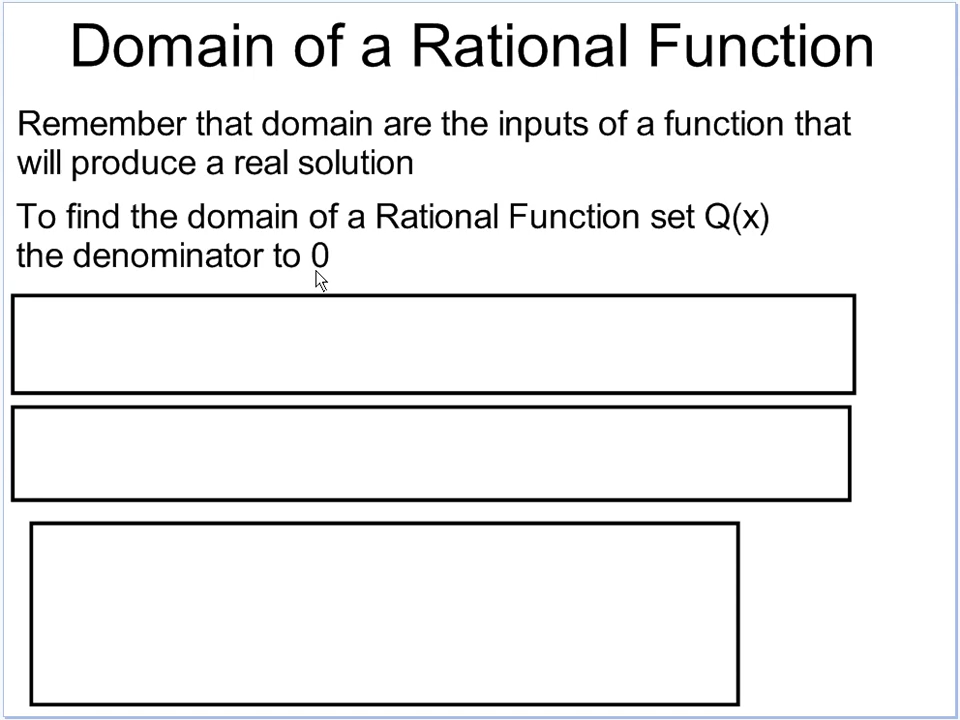 Domain of a Rational Function
Remember that domain are the inputs of a function that
will produce a real solution
To find the domain of a Rational Function set Q(x)
the denominator to 0